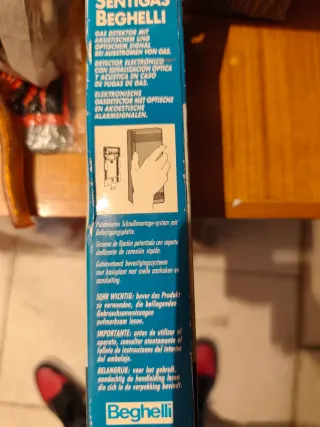 SENTIGAS
BEGHELLI
GAS DETEKTOR MIT
AKUSTISCHEM UND
OPTISCHEM SIGNAL
BEI AUSSTRÖMEN VON GAS.
DETECTOR ELECTRÓNICO
CON SEÑALIZACIÓN ÓPTICA
Y ACÚSTICA EN CASO
DE FUGAS DE GAS.
ELEKTRONISCHE
GASDETECTOR MET OPTISCHE
EN AKOESTISCHE
ALARMSIGNALEN.
Patentiertes Schnellmontage-system mit
Befestigungsplatte.
Sistema de fijación patentado con soporte
deslizante de conexión rápida.
Gebrevetteerd bevestigingssysteem
met basisplaat met snelle aanhaken en
aansluiting.
SEHR WICHTIG: bevor das Produkt
zu verwenden, die beiliegenden
Gebrauchsanweisungen
aufmerksam lesen.
IMPORTANTE: antes de utilizar el
aparato, consultar atentamente el
folleto de instrucciones del interior
del embalaje.
BELANGRIJK: voor het gebruik,
aandachtig de handleiding lezen
die zich in de verpakking bevindt.
Beghelli